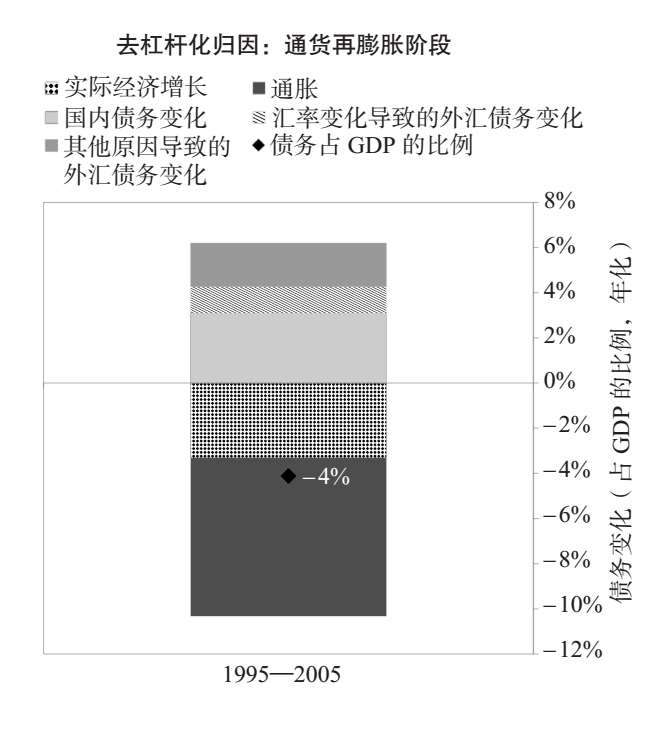 去杠杆化归因：通货再膨胀阶段
实际经济增长
通胀
国内债务变化
汇率变化导致的外汇债务变化
其他原因导致的
外汇债务变化
债务占 GDP 的比例
8%
6%
4%
2%
0%
−2%
−4%
−6%
−8%
−10%
−12%
−4%
债务变化（占 GDP 的比例，年化）
1995—2005